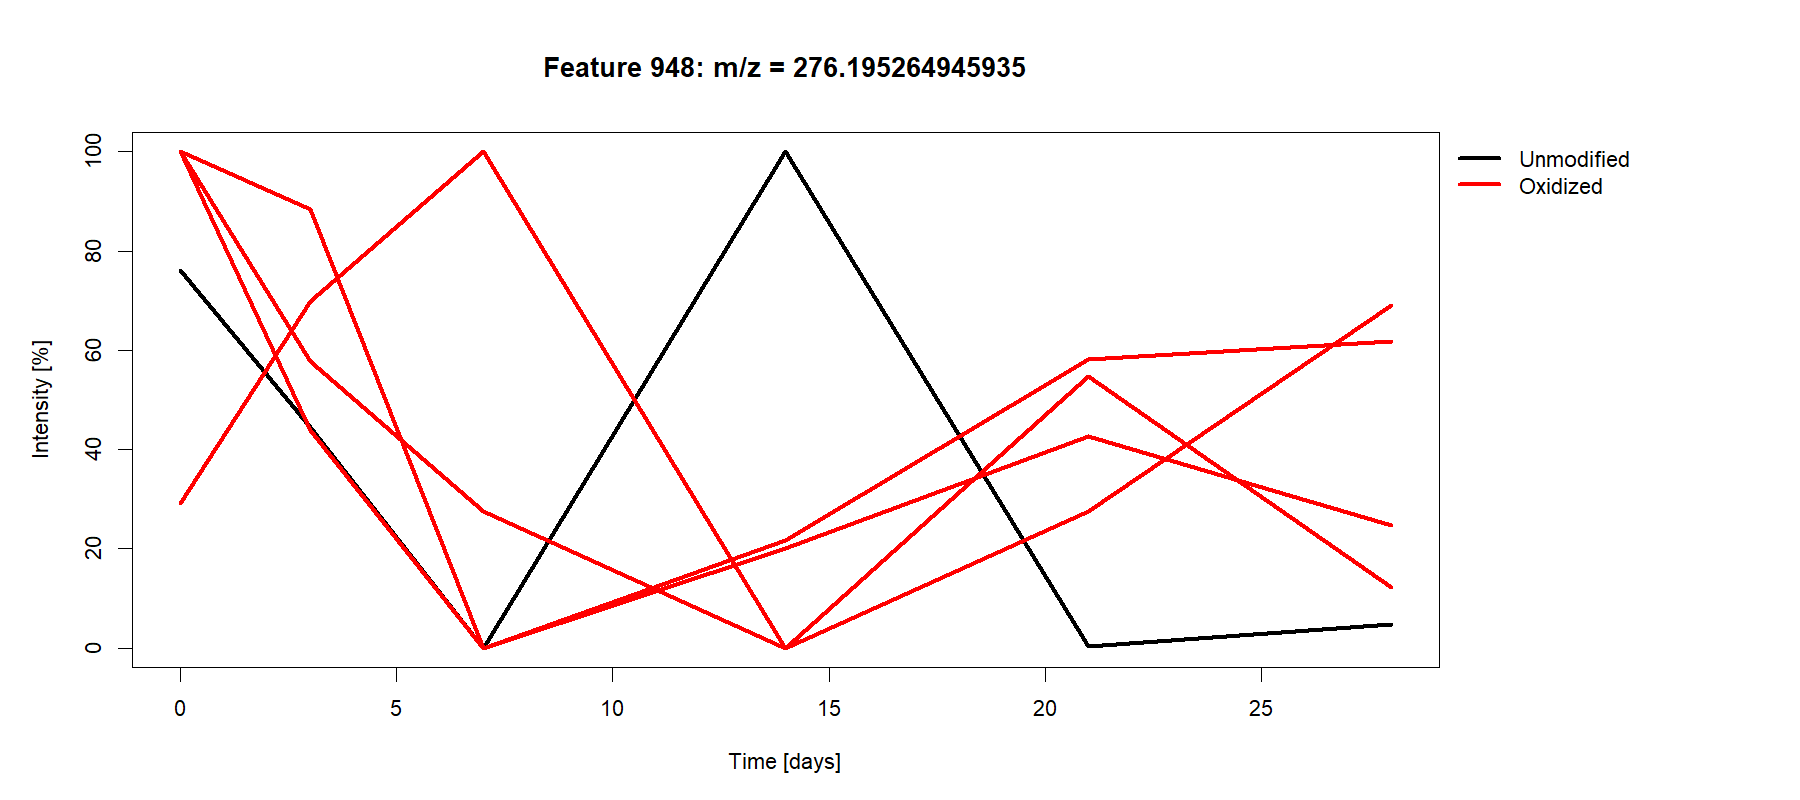 Feature 948: m/z = 276.195264945935
Intensity [%]
100
80
60
40
20
0
0 5 10 15 20 25
Time [days]
Unmodified
Oxidized